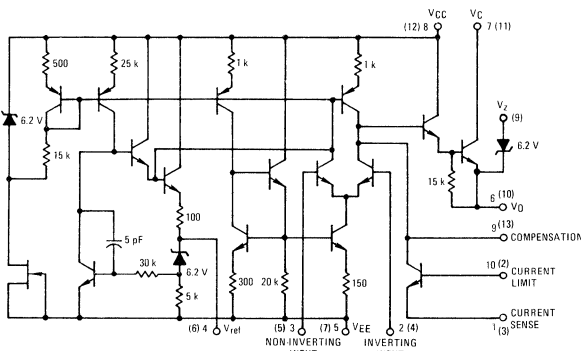 VCC
(12) 8
VC
7 (11)
500
25 k
1 k
1 k
6.2 V
Vz
(9)
6.2 V
15 k
15 k
6 (10)
VO
100
9 (13)
COMPENSATION
5 pF
30 k
6.2 V
5 k
300
20 k
150
10 (2)
CURRENT
LIMIT
CURRENT
SENSE
1 (3)
(6) 4
Vref
(5) 3
(7) 5
VEE
2 (4)
NON-INVERTING
INVERTING